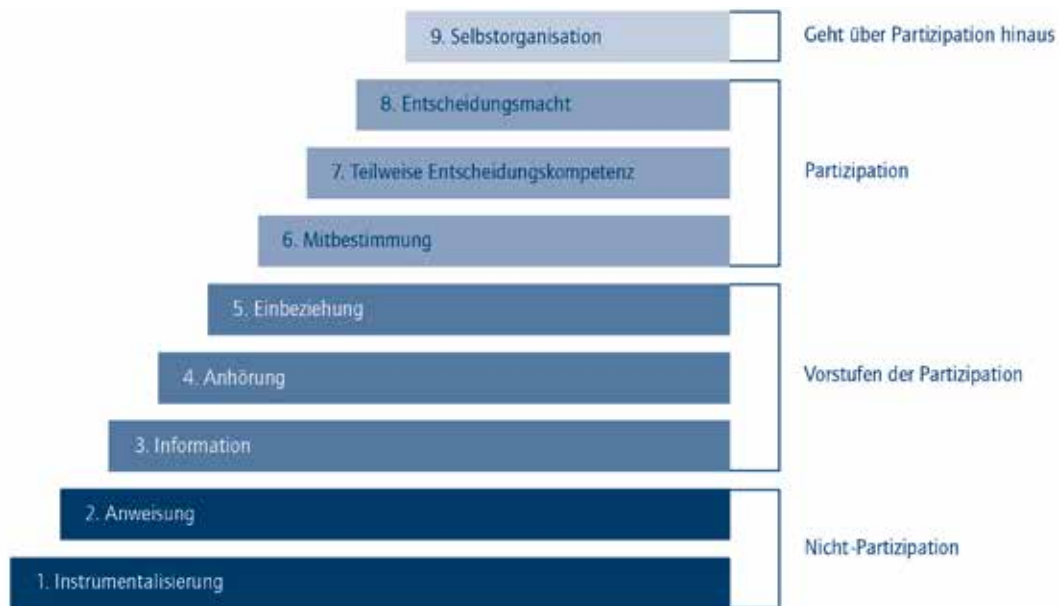 9. Selbstorganisation
Geht über Partizipation hinaus
8. Entscheidungsmacht
7. Teilweise Entscheidungskompetenz
Partizipation
6. Mitbestimmung
5. Einbeziehung
4. Anhörung
Vorstufen der Partizipation
3. Information
2. Anweisung
Nicht-Partizipation
1. Instrumentalisierung